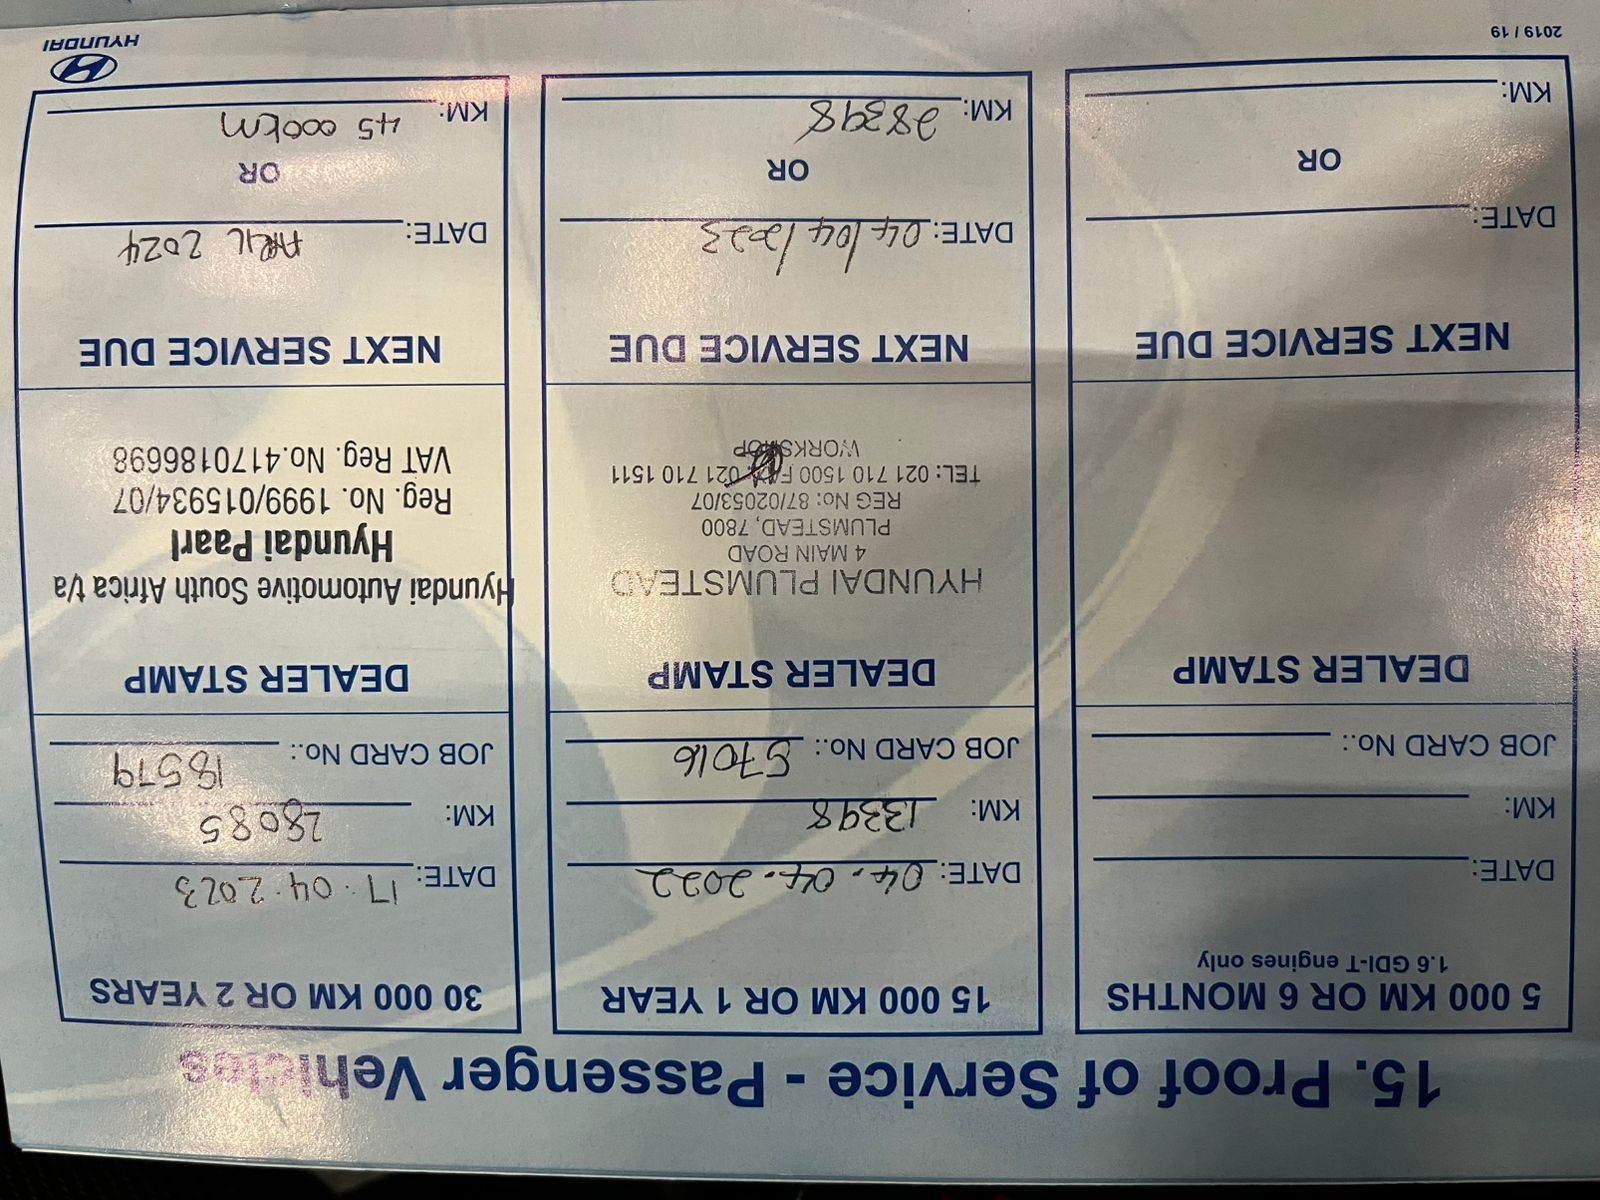 15. Proof of Service - Passenger Vehicles
5 000 KM OR 6 MONTHS
1.6 GDI-T engines only
DATE:
KM:
JOB CARD No.:
DEALER STAMP
NEXT SERVICE DUE
DATE:
OR
KM:
15 000 KM OR 1 YEAR
DATE: 04.04.2022
KM: 13398
JOB CARD No.: 57016
DEALER STAMP
HYUNDAI PLUMSTEAD
4 MAIN ROAD
PLUMSTEAD, 7800
REG No: 87/02053/07
TEL: 021 710 1500 FAX: 021 710 1511
WORKSHOP
NEXT SERVICE DUE
DATE: 04/04/2023
OR
KM: 28398
30 000 KM OR 2 YEARS
DATE: 17.04.2023
KM: 28085
JOB CARD No.: 18579
DEALER STAMP
Hyundai Automotive South Africa t/a
Hyundai Paarl
Reg. No. 1999/015934/07
VAT Reg No.4170186698
NEXT SERVICE DUE
DATE: APRIL 2024
OR
KM: 45 000km
2019 / 19
HYUNDAI